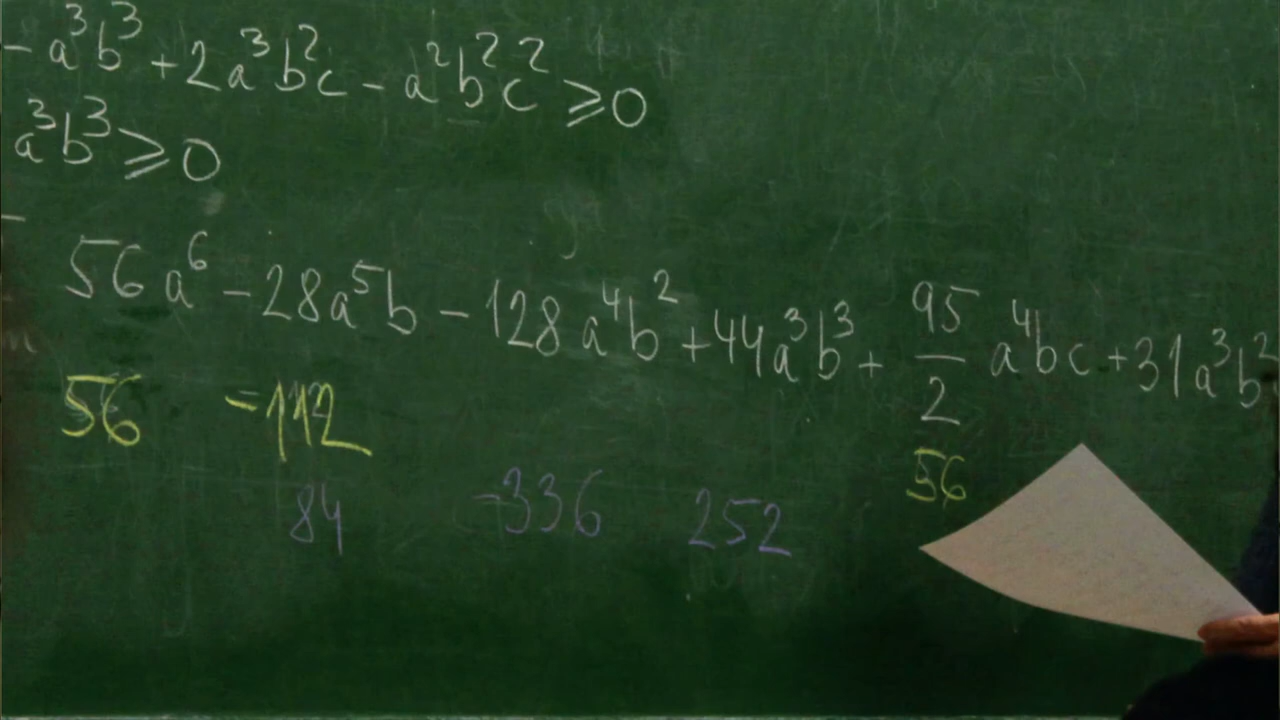 - a³b³ + 2a³b²c - a²b²c² ⩾ 0
a³b³ ⩾ 0
56a⁶ - 28a⁵b - 128a⁴b² + 44a³b³ + 95/2 a⁴bc + 31a³b²
56 -112 56
84 -336 252